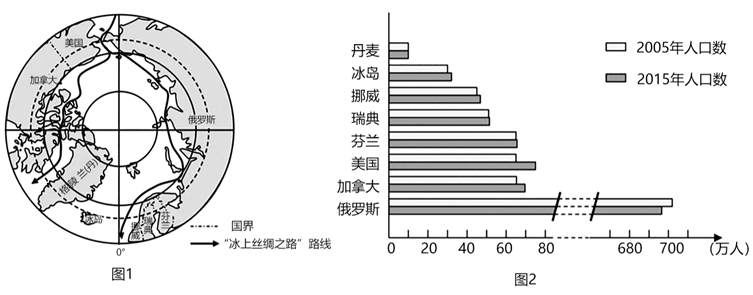 美国
加拿大
俄罗斯
格陵兰(丹)
冰岛
挪威
瑞典
芬兰
0°
国界
“冰上丝绸之路”路线
图1
2005年人口数
2015年人口数
丹麦
冰岛
挪威
瑞典
芬兰
美国
加拿大
俄罗斯
0 20 40 60 80 680 700 (万人)
图2